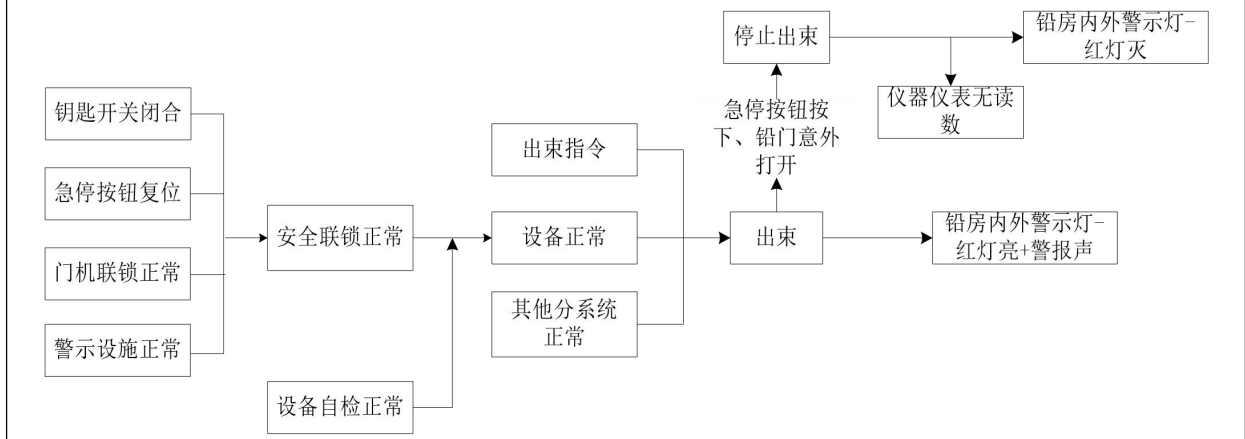 钥匙开关闭合
急停按钮复位
门机联锁正常
警示设施正常
安全联锁正常
设备自检正常
出束指令
设备正常
其他分系统
正常
出束
急停按钮按
下、铅门意外
打开
停止出束
铅房内外警示灯-
红灯灭
仪器仪表无读
数
铅房内外警示灯-
红灯亮+警报声